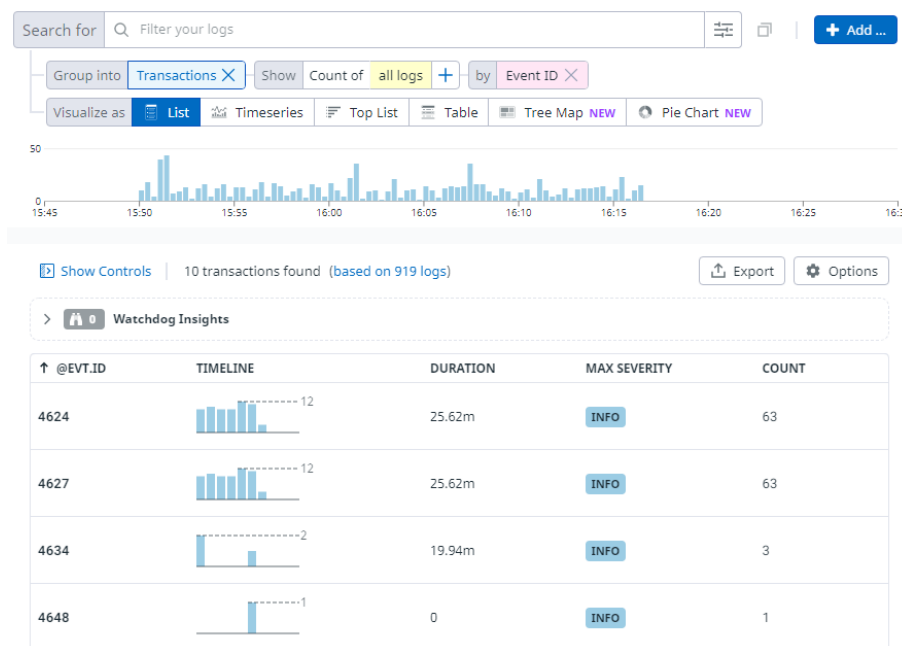 Search for Filter your logs Add ...
Group into Transactions Show Count of all logs + by Event ID
Visualize as List Timeseries Top List Table Tree Map NEW Pie Chart NEW
50
0
15:45 15:50 15:55 16:00 16:05 16:10 16:15 16:20 16:25
Show Controls 10 transactions found (based on 919 logs) Export Options
0 Watchdog Insights
↑ @EVT.ID TIMELINE DURATION MAX SEVERITY COUNT
4624 12 25.62m INFO 63
4627 12 25.62m INFO 63
4634 2 19.94m INFO 3
4648 1 0 INFO 1